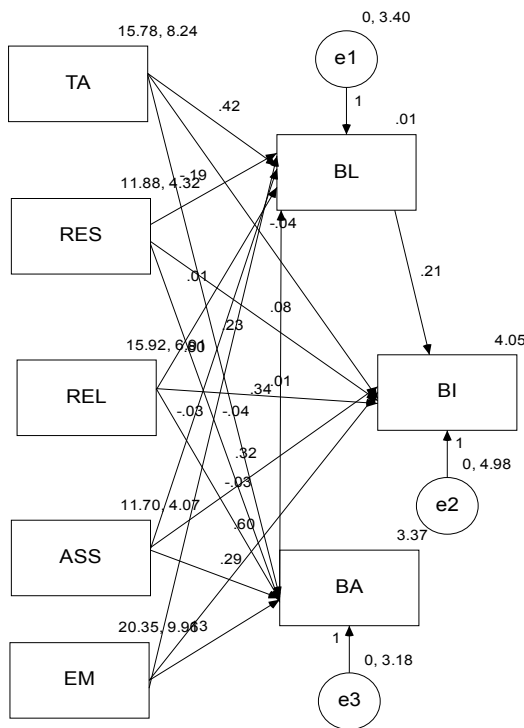 0, 3.40
15.78, 8.24
e1
TA
1
.42
.01
BL
-.19
11.88, 4.32
RES
-.04
.21
.01
.08
.23
15.92, 6.91
4.05
REL
.34
.01
BI
-.03
-.04
11.70, 4.07
.32
-.03
1
0, 4.98
.60
e2
ASS
.29
3.37
BA
20.35, 9.96
1
EM
0, 3.18
e3